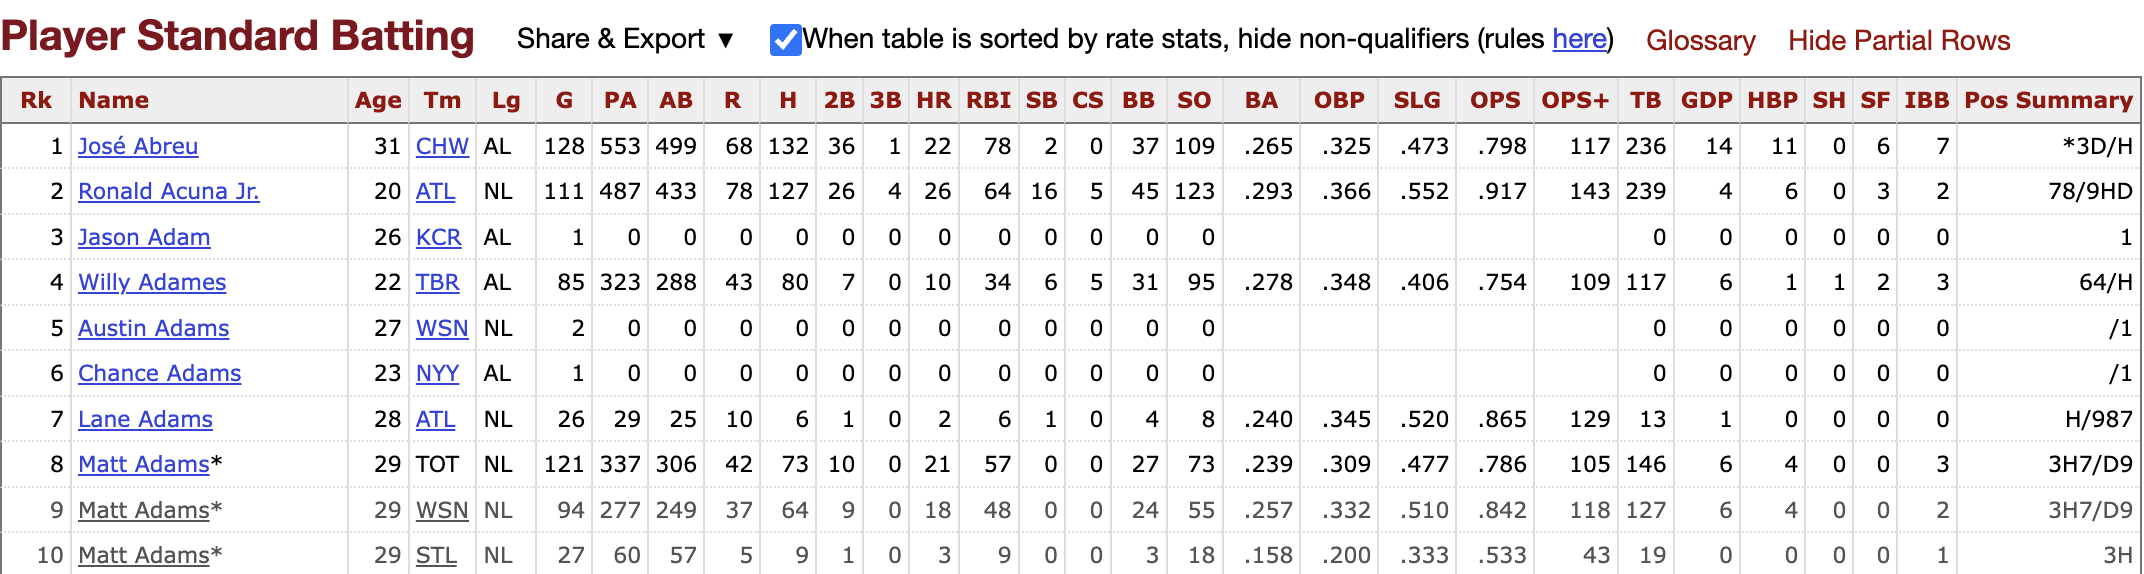 Player Standard Batting Share & Export ▼ When table is sorted by rate stats, hide non-qualifiers (rules here) Glossary Hide Partial Rows
Rk Name Age Tm Lg G PA AB R H 2B 3B HR RBI SB CS BB SO BA OBP SLG OPS OPS+ TB GDP HBP SH SF IBB Pos Summary
1 José Abreu 31 CHW AL 128 553 499 68 132 36 1 22 78 2 0 37 109 .265 .325 .473 .798 117 236 14 11 0 6 7 *3D/H
2 Ronald Acuna Jr. 20 ATL NL 111 487 433 78 127 26 4 26 64 16 5 45 123 .293 .366 .552 .917 143 239 4 6 0 3 2 78/9HD
3 Jason Adam 26 KCR AL 1 0 0 0 0 0 0 0 0 0 0 0 0 0 0 0 0 0 0 1
4 Willy Adames 22 TBR AL 85 323 288 43 80 7 0 10 34 6 5 31 95 .278 .348 .406 .754 109 117 6 1 1 2 3 64/H
5 Austin Adams 27 WSN NL 2 0 0 0 0 0 0 0 0 0 0 0 0 0 0 0 0 0 0 /1
6 Chance Adams 23 NYY AL 1 0 0 0 0 0 0 0 0 0 0 0 0 0 0 0 0 0 0 /1
7 Lane Adams 28 ATL NL 26 29 25 10 6 1 0 2 6 1 0 4 8 .240 .345 .520 .865 129 13 1 0 0 0 0 H/987
8 Matt Adams* 29 TOT NL 121 337 306 42 73 10 0 21 57 0 0 27 73 .239 .309 .477 .786 105 146 6 4 0 0 3 3H7/D9
9 Matt Adams* 29 WSN NL 94 277 249 37 64 9 0 18 48 0 0 24 55 .257 .332 .510 .842 118 127 6 4 0 0 2 3H7/D9
10 Matt Adams* 29 STL NL 27 60 57 5 9 1 0 3 9 0 0 3 18 .158 .200 .333 .533 43 19 0 0 0 0 1 3H